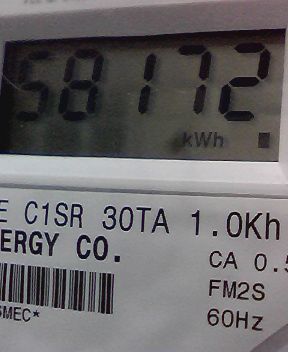 58172
kWh
E C1SR 30TA 1.0Kh
ERGY CO.
CA 0.5
FM2S
SMEC*
60Hz